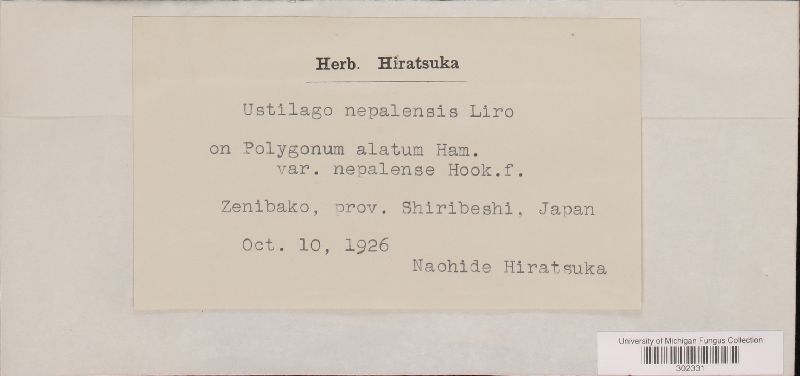 Herb. Hiratsuka
Ustilago nepalensis Liro
on Polygonum alatum Ham.
var. nepalense Hook.f.
Zenibako, prov. Shiribeshi, Japan
Oct. 10, 1926
Naohide Hiratsuka
University of Michigan Fungus Collection
302331